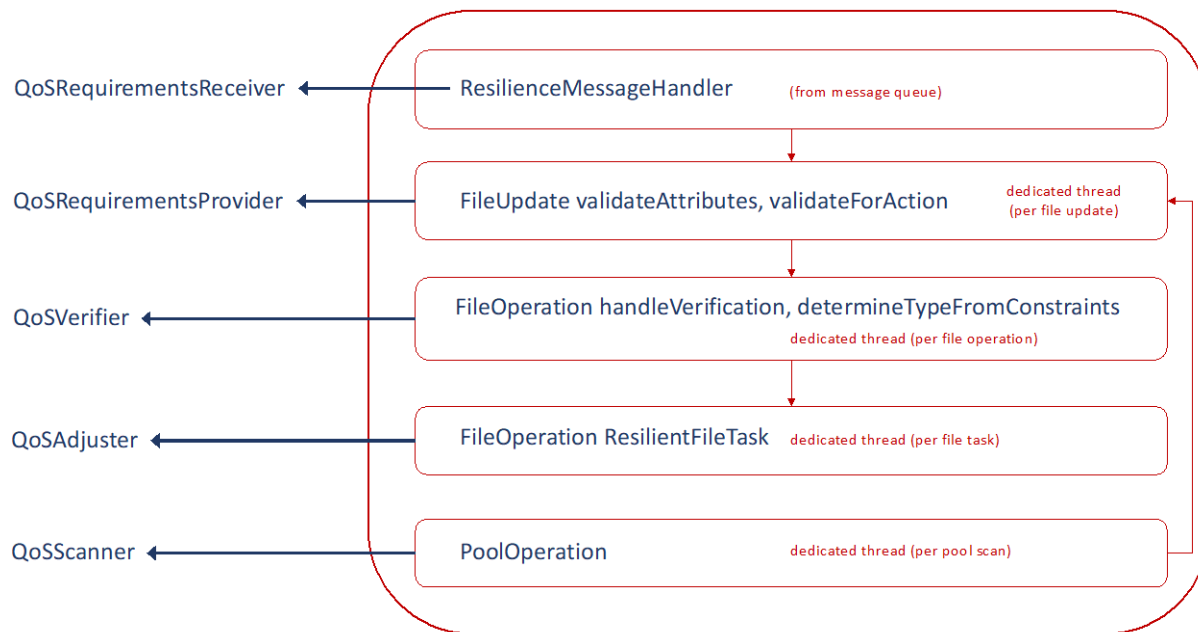 QoSRequirementsReceiver
ResilienceMessageHandler
(from message queue)
QoSRequirementsProvider
FileUpdate validateAttributes, validateForAction
dedicated thread
(per file update)
QoSVerifier
FileOperation handleVerification, determineTypeFromConstraints
dedicated thread (per file operation)
QoSAdjuster
FileOperation ResilientFileTask
dedicated thread (per file task)
QoSScanner
PoolOperation
dedicated thread (per pool scan)